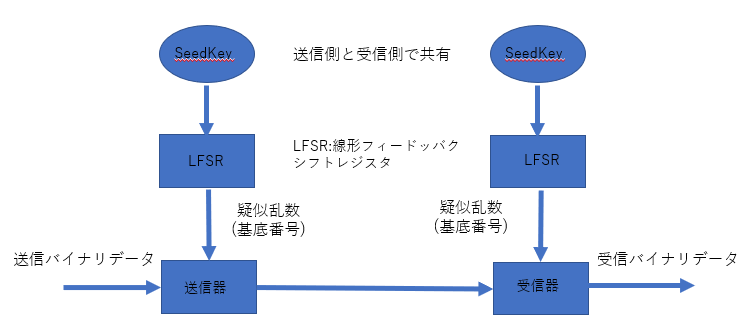 SeedKey
送信側と受信側で共有
SeedKey
LFSR
LFSR:線形フィードッバク
シフトレジスタ
LFSR
疑似乱数
(基底番号)
疑似乱数
(基底番号)
送信バイナリデータ
受信バイナリデータ
送信器
受信器